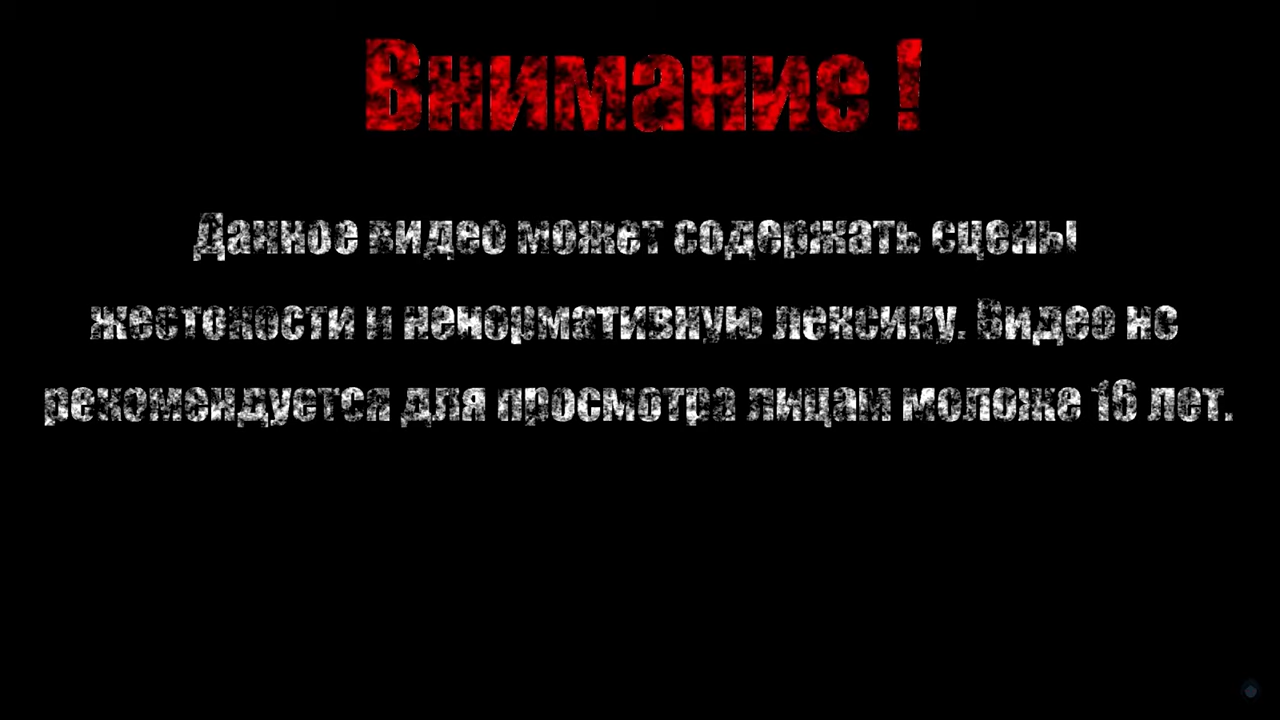 Внимание !
Данное видео может содержать сцены
жестокости и ненормативную лексику. Видео не
рекомендуется для просмотра лицам моложе 16 лет.